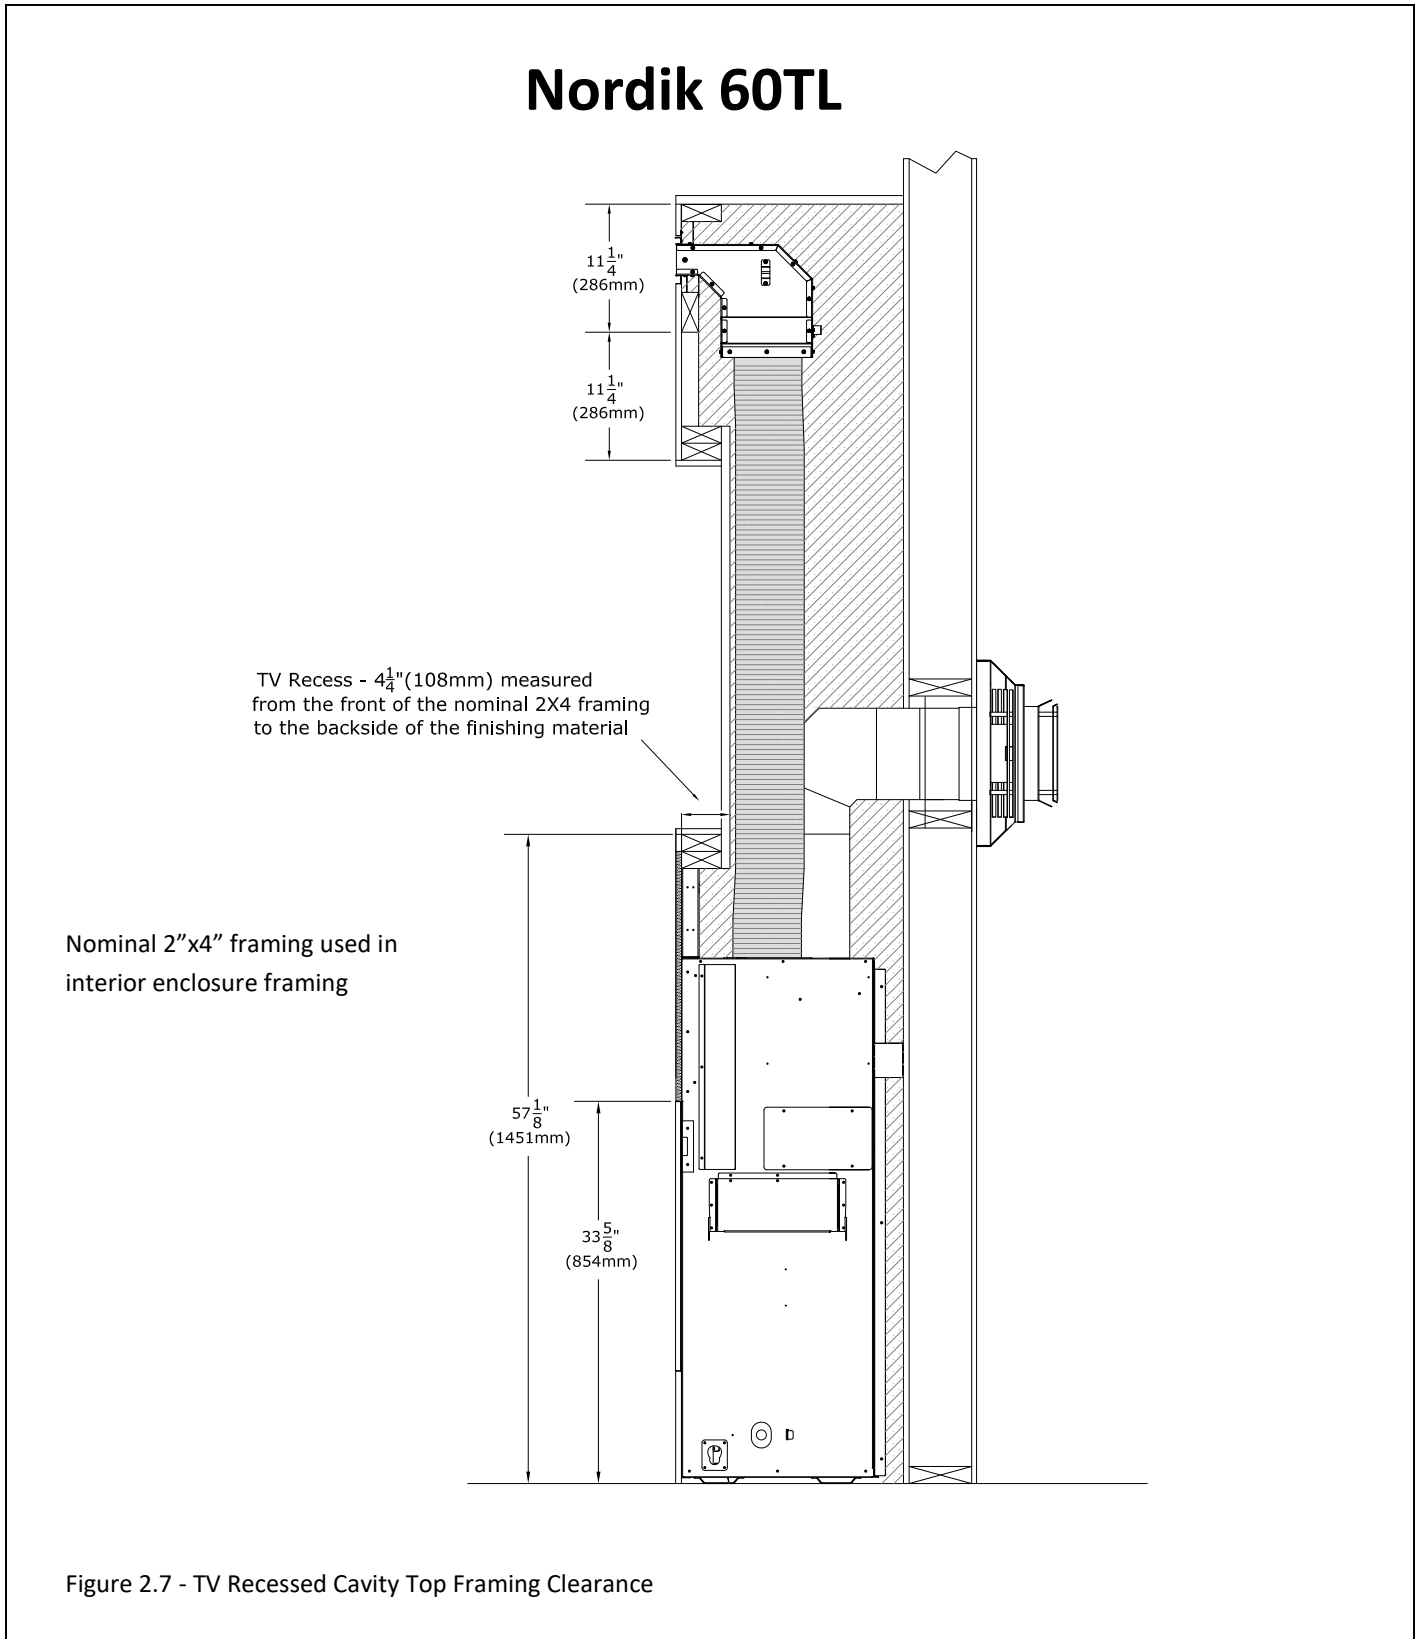 Nordik 60TL
11 1/4"
(286mm)
11 1/4"
(286mm)
TV Recess - 4 1/4"(108mm) measured
from the front of the nominal 2X4 framing
to the backside of the finishing material
Nominal 2”x4” framing used in
interior enclosure framing
57 1/8"
(1451mm)
33 5/8"
(854mm)
Figure 2.7 - TV Recessed Cavity Top Framing Clearance